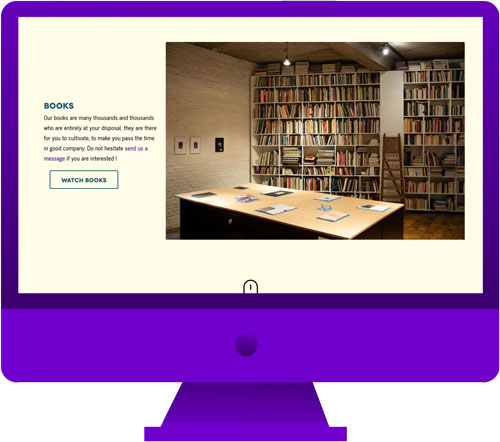 BOOKS
Our books are many thousands and thousands
who are entirely at your disposal, they are there
for you to cultivate, to make you pass the time
in good company. Do not hesitate send us a
message if you are interested !
WATCH BOOKS